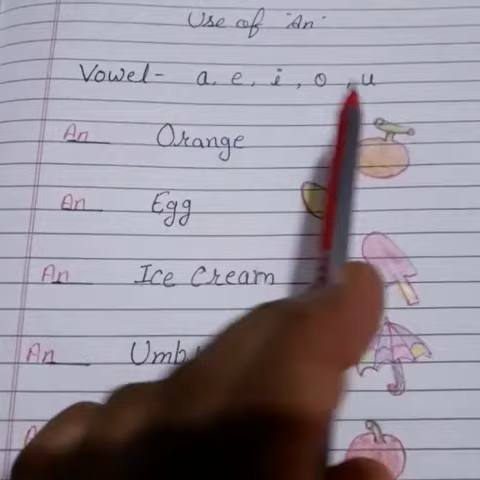 Use of "An"
Vowel- a, e, i, o, u
An Orange
An Egg
An Ice Cream
An